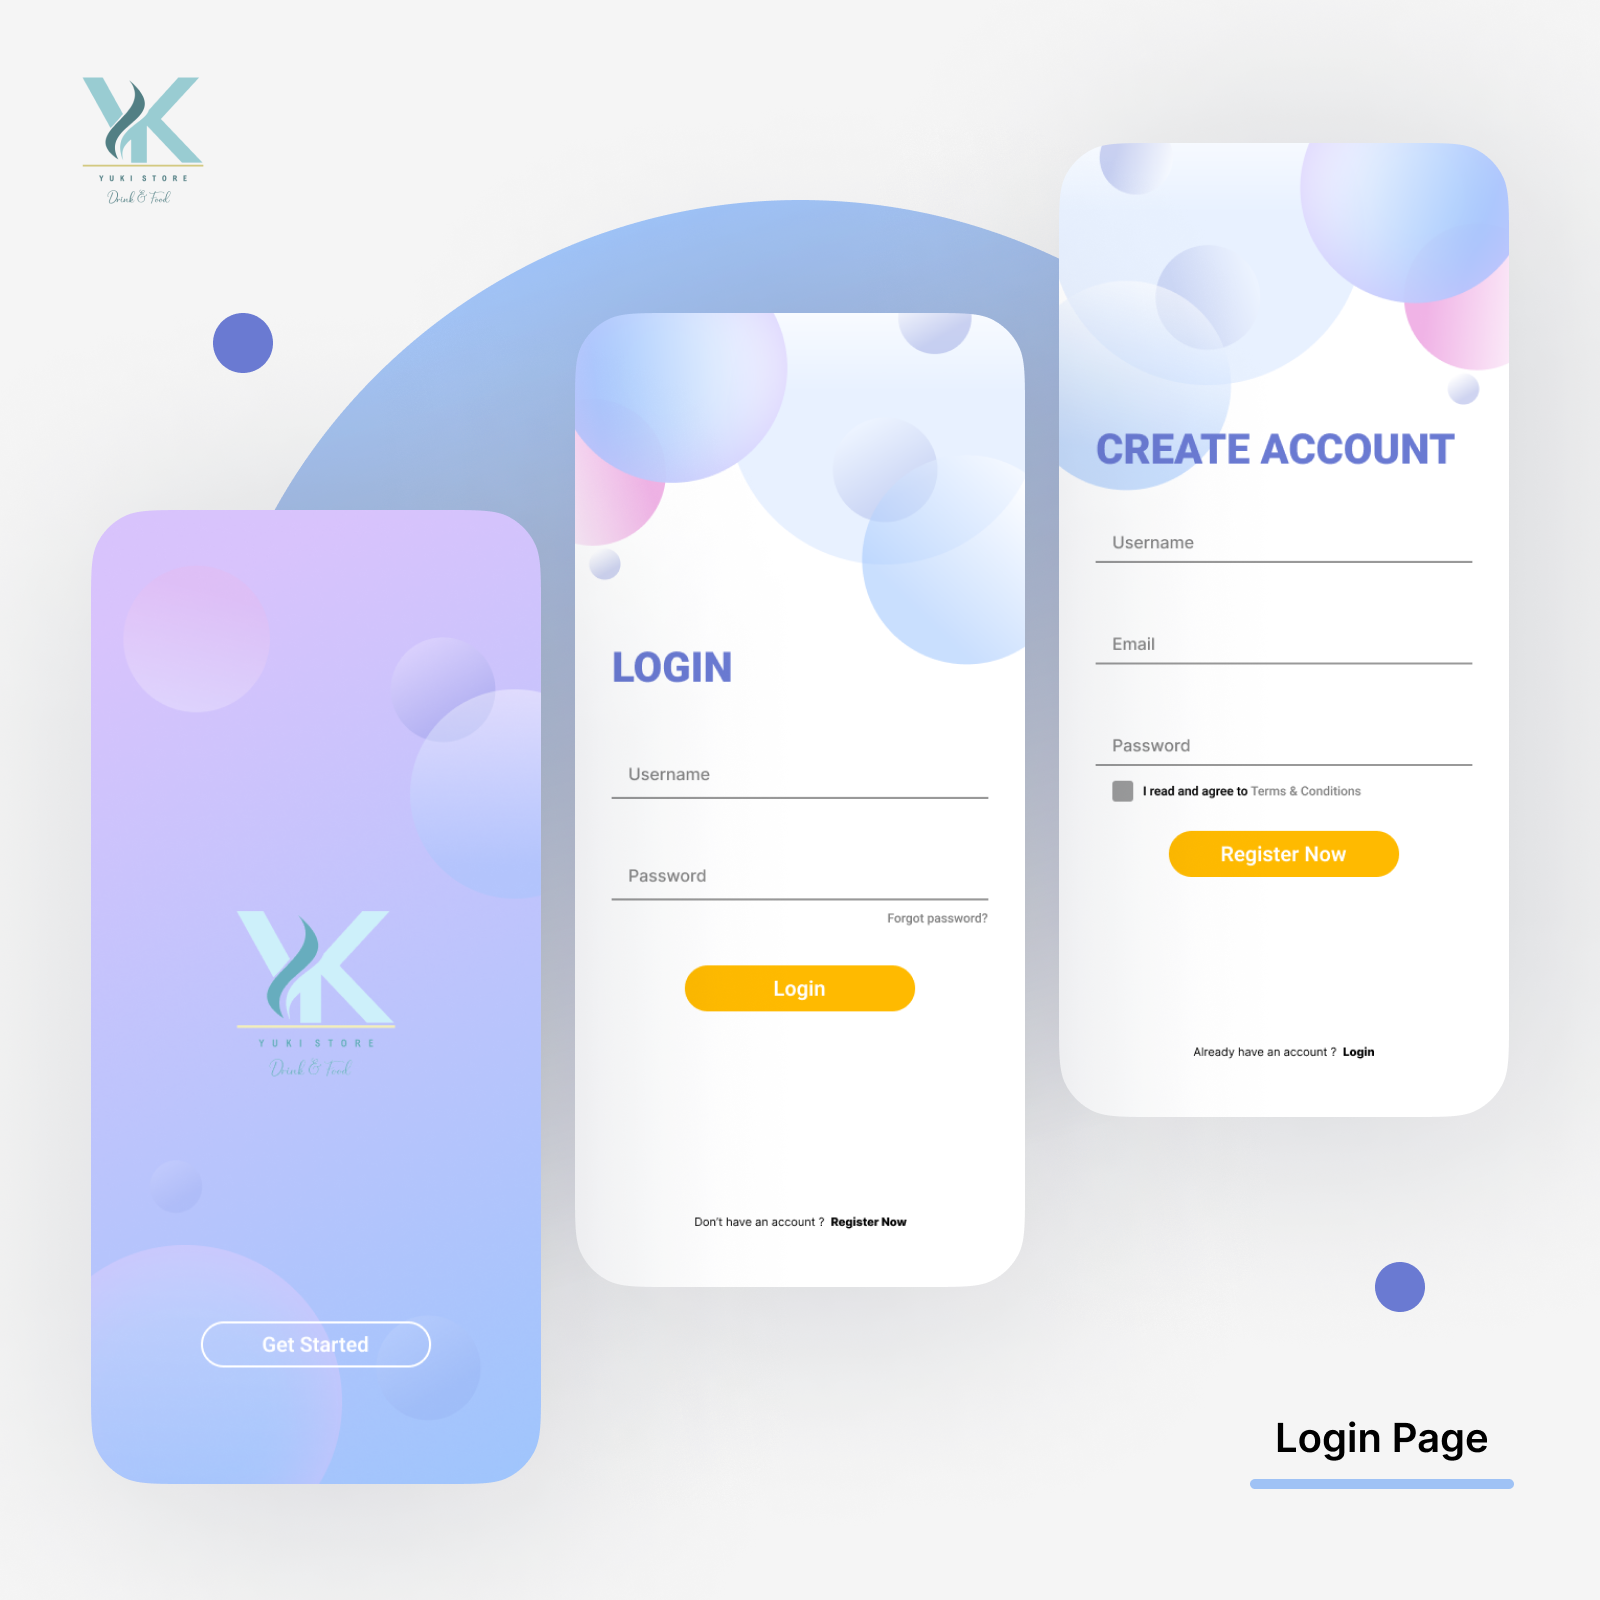 YK
YUKI STORE
Drink & Food
YK
YUKI STORE
Drink & Food
Get Started
LOGIN
Username
Password
Forgot password?
Login
Don't have an account ? Register Now
CREATE ACCOUNT
Username
Email
Password
I read and agree to Terms & Conditions
Register Now
Already have an account ? Login
Login Page